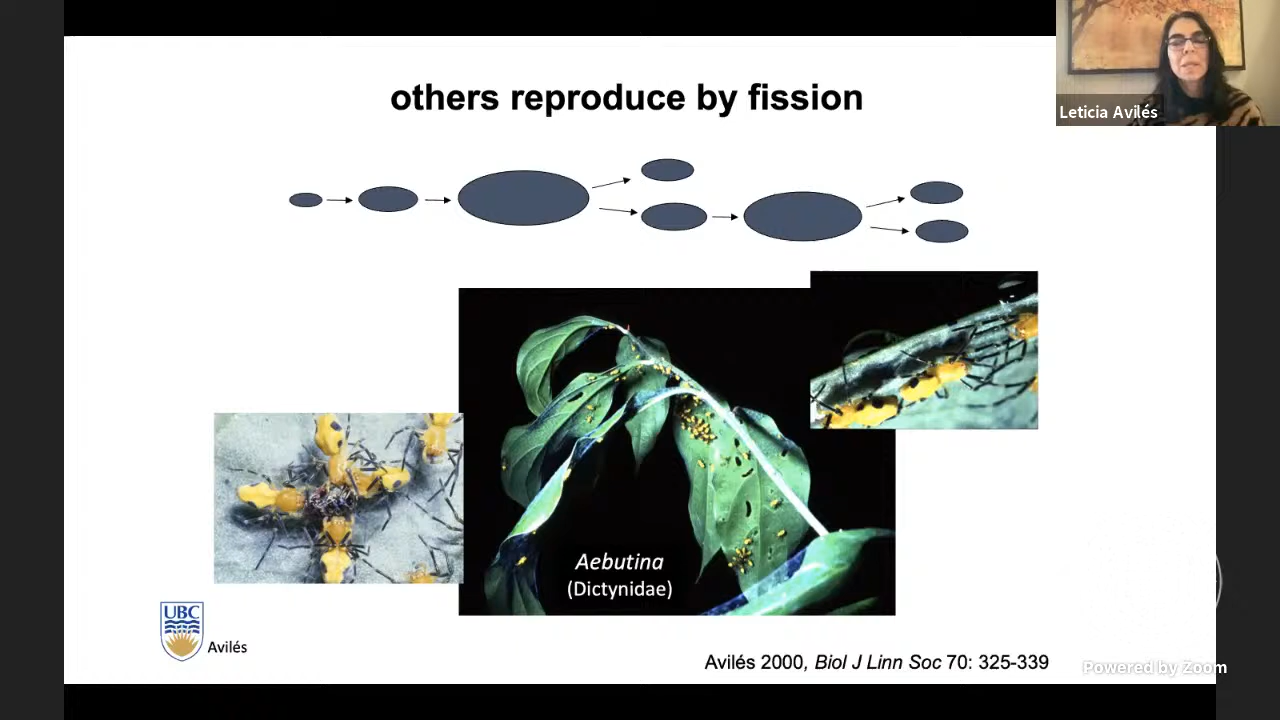 others reproduce by fission
Leticia Avilés
Aebutina
(Dictynidae)
UBC
Avilés
Avilés 2000, Biol J Linn Soc 70: 325-339
Powered by Zoom